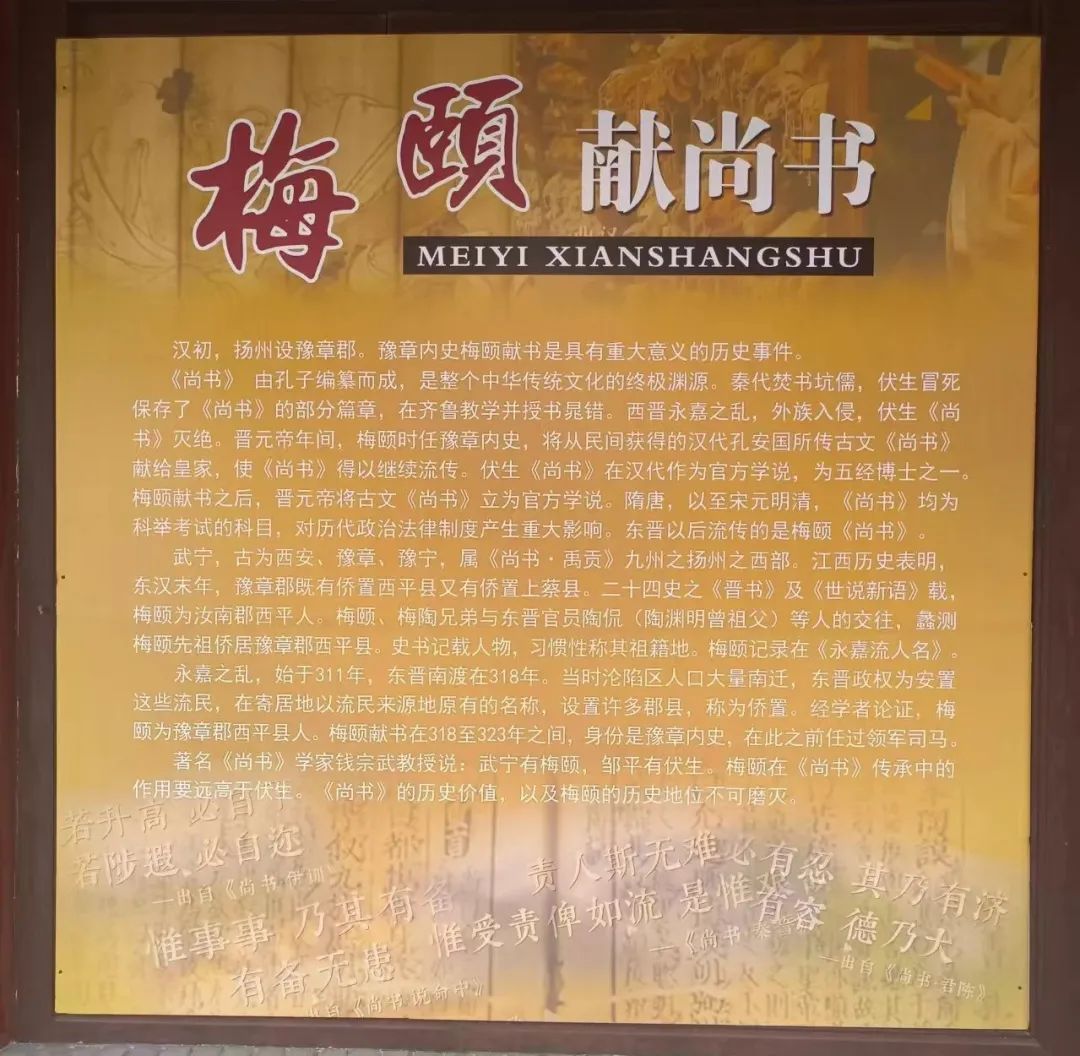 梅颐 献尚书
MEIYI XIANSHANGSHU
汉初，扬州设豫章郡。豫章内史梅颐献书是具有重大意义的历史事件。
《尚书》 由孔子编纂而成，是整个中华传统文化的终极渊源。秦代焚书坑儒，伏生冒死
保存了《尚书》的部分篇章，在齐鲁教学并授书晁错。西晋永嘉之乱，外族入侵，伏生《尚
书》灭绝。晋元帝年间，梅颐时任豫章内史，将从民间获得的汉代孔安国所传古文《尚书》
献给皇家，使《尚书》得以继续流传。伏生《尚书》在汉代作为官方学说，为五经博士之一。
梅颐献书之后，晋元帝将古文《尚书》立为官方学说。隋唐，以至宋元明清，《尚书》均为
科举考试的科目，对历代政治法律制度产生重大影响。东晋以后流传的是梅颐《尚书》。
武宁，古为西安、豫章、豫宁，属《尚书·禹贡》九州之扬州之西部。江西历史表明，
东汉末年，豫章郡既有侨置西平县又有侨置上蔡县。二十四史之《晋书》及《世说新语》载，
梅颐为汝南郡西平人。梅颐、梅陶兄弟与东晋官员陶侃（陶渊明曾祖父）等人的交往，蠡测
梅颐先祖侨居豫章郡西平县。史书记载人物，习惯性称其祖籍地。梅颐记录在《永嘉流人名》。
永嘉之乱，始于311年，东晋南渡在318年。当时沦陷区人口大量南迁，东晋政权为安置
这些流民，在寄居地以流民来源地原有的名称，设置许多郡县，称为侨置。经学者论证，梅
颐为豫章郡西平县人。梅颐献书在318至323年之间，身份是豫章内史，在此之前任过领军司马。
著名《尚书》学家钱宗武教授说：武宁有梅颐，邹平有伏生。梅颐在《尚书》传承中的
作用要远高于伏生。《尚书》的历史价值，以及梅颐的历史地位不可磨灭。
若升高 必自下
若陟遐 必自迩
—出自《尚书·伊训》
惟事事 乃其有备
有备无患
出自《尚书·说命中》
责人斯无难
惟受责俾如流 是惟艰
—《尚书·秦誓》
必有忍 其乃有济
有容 德乃大
—出自《尚书·君陈》